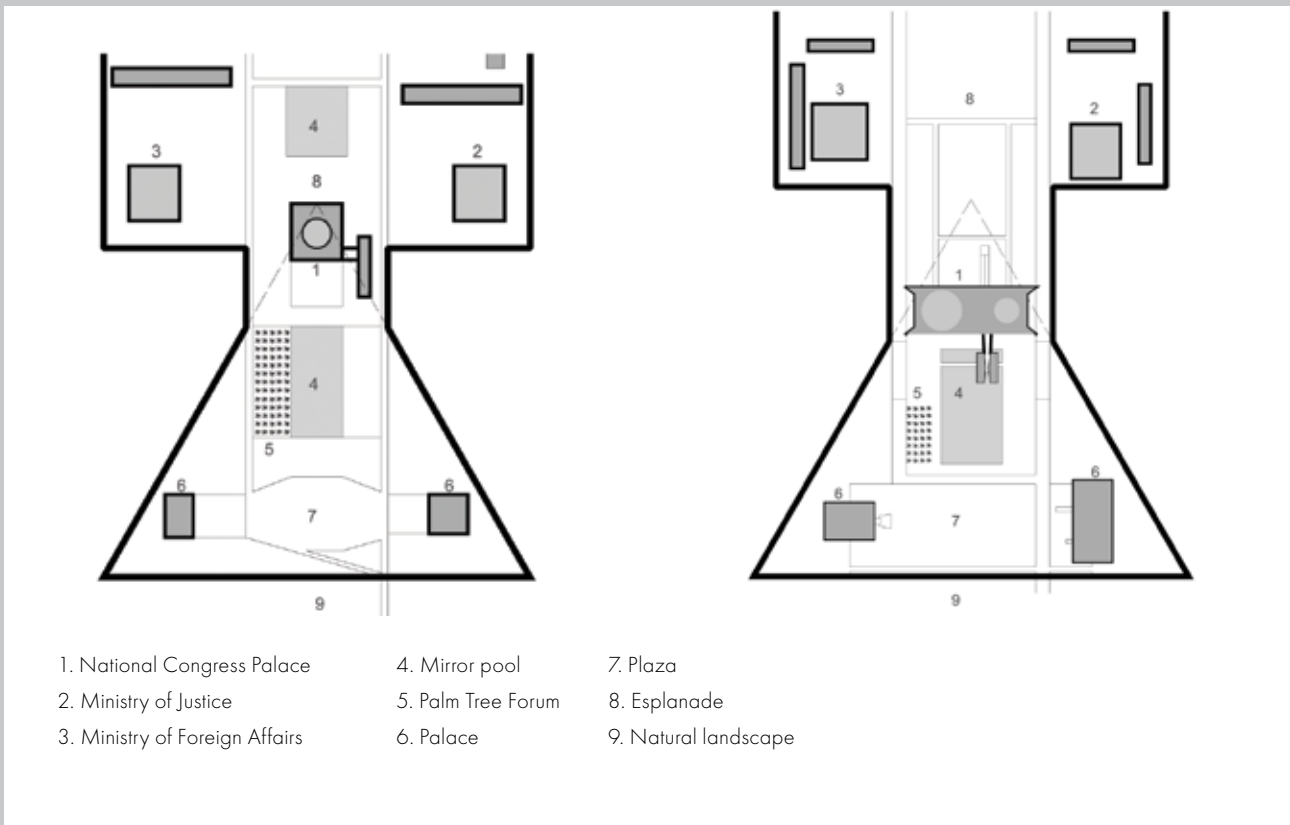 3
8
3
2
4
3
2
8
1
1
4
5
4
5
6
6
6
6
7
7
9
9
1. National Congress Palace
2. Ministry of Justice
3. Ministry of Foreign Affairs
4. Mirror pool
5. Palm Tree Forum
6. Palace
7. Plaza
8. Esplanade
9. Natural landscape